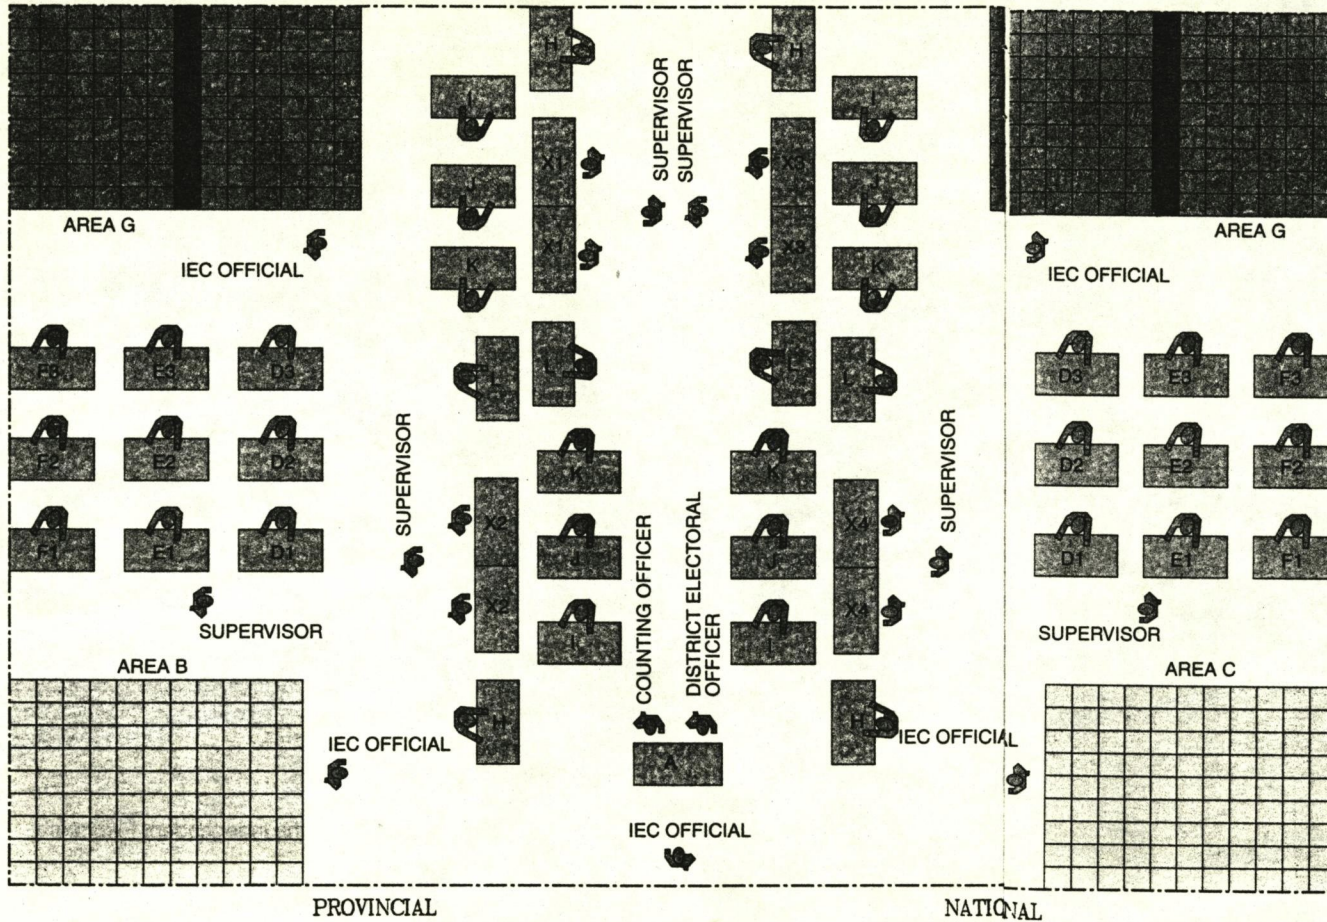 H
H
I
I
SUPERVISOR
SUPERVISOR
X1
X3
J
J
AREA G
AREA G
X1
X3
IEC OFFICIAL
K
K
IEC OFFICIAL
F3
E3
D3
L
L
L
L
D3
E3
F3
F2
E2
D2
SUPERVISOR
K
K
SUPERVISOR
D2
E2
F2
F1
E1
D1
X2
J
J
X4
D1
E1
F1
X2
X4
SUPERVISOR
I
COUNTING OFFICER
DISTRICT ELECTORAL
OFFICER
I
SUPERVISOR
AREA B
AREA C
IEC OFFICIAL
H
H
IEC OFFICIAL
A
IEC OFFICIAL
PROVINCIAL
NATIONAL